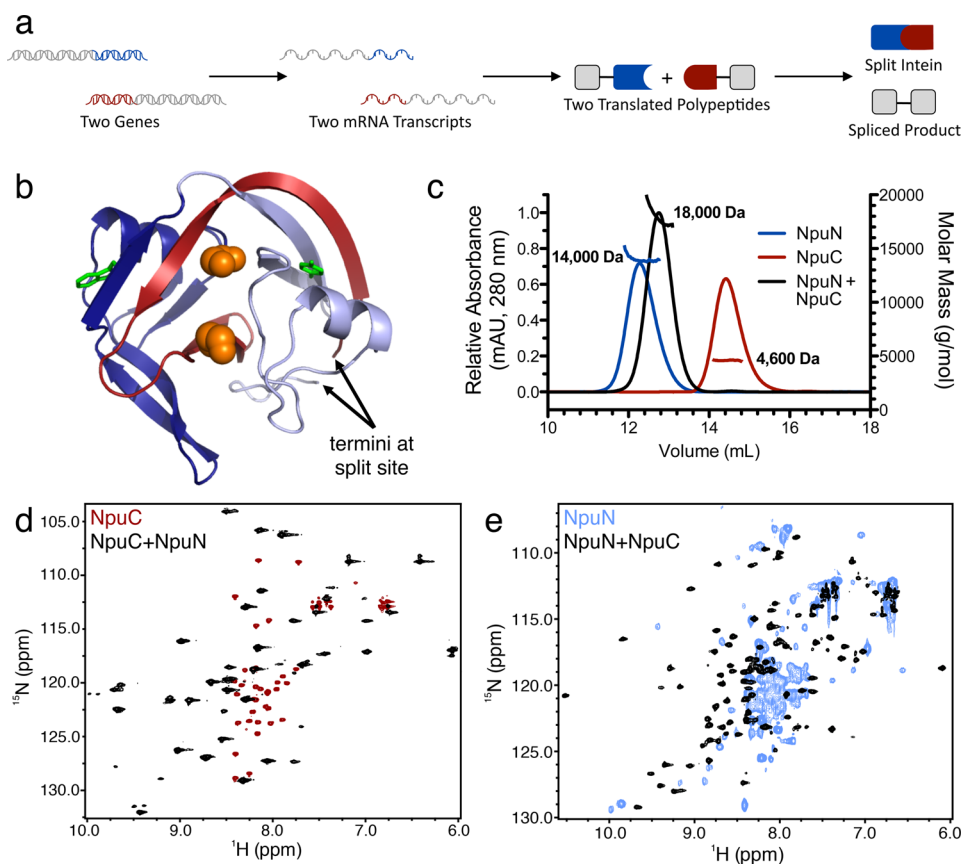 a
Two Genes
Two mRNA Transcripts
Two Translated Polypeptides
+
Split Intein
Spliced Product
b
termini at
split site
c
Relative Absorbance
(mAU, 280 nm)
1.0
0.8
0.6
0.4
0.2
0.0
14,000 Da
18,000 Da
4,600 Da
NpuN
NpuC
NpuN +
NpuC
20000
15000
10000
5000
0
Molar Mass (g/mol)
10 12 14 16 18
Volume (mL)
d
NpuC
NpuC+NpuN
105.0
110.0
115.0
120.0
125.0
130.0
¹⁵N (ppm)
10.0 9.0 8.0 7.0 6.0
¹H (ppm)
e
NpuN
NpuN+NpuC
110.0
115.0
120.0
125.0
130.0
¹⁵N (ppm)
10.0 9.0 8.0 7.0 6.0
¹H (ppm)